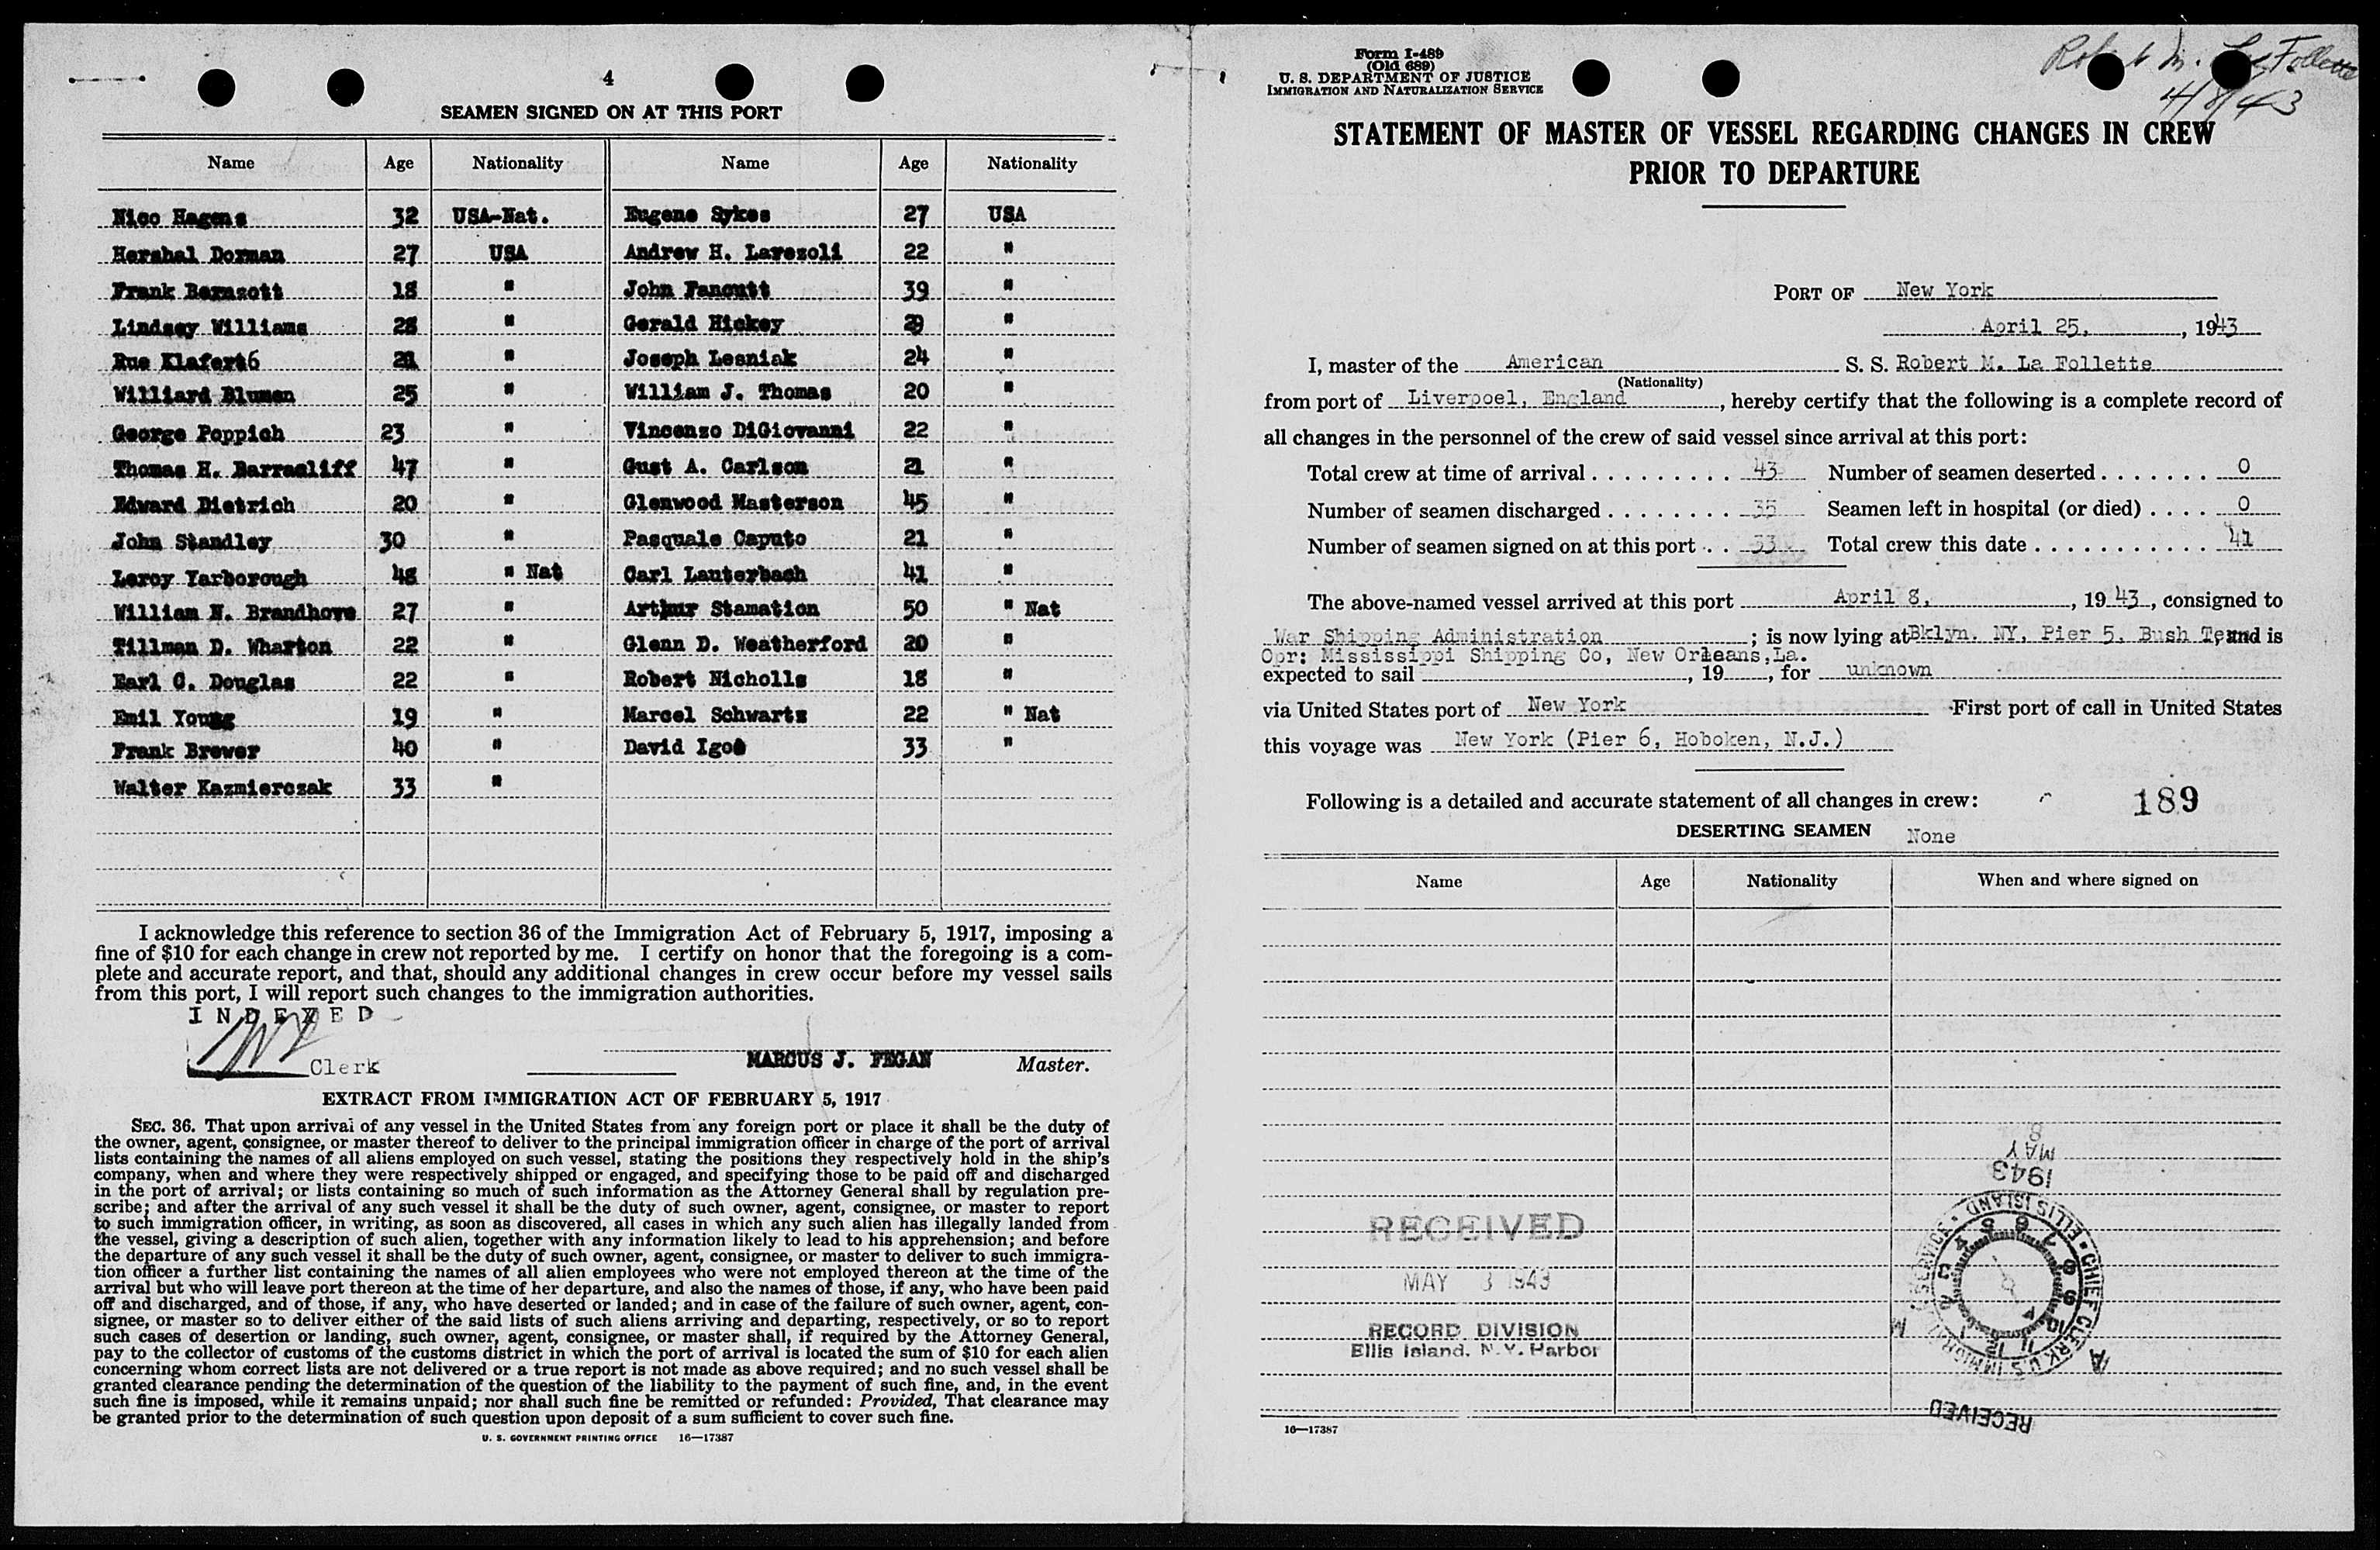 4
SEAMEN SIGNED ON AT THIS PORT
Name Age Nationality Name Age Nationality
Nico Hagens 32 USA-Nat. Eugene Sykes 27 USA
Hershal Dorman 27 USA Andrew H. Lavezoli 22 "
Frank Bernzott 18 " John Fancutt 39 "
Lindsey Williams 28 " Gerald Hickey 29 "
Rue Klafert6 21 " Joseph Lesniak 24 "
Williard Blumen 25 " William J. Thomas 20 "
George Poppich 23 " Vincenzo DiGiovanni 22 "
Thomas H. Barracliff 47 " Gust A. Carlson 21 "
Edward Dietrich 20 " Glenwood Masterson 45 "
John Standley 30 " Pasquale Caputo 21 "
Leroy Yarborough 48 " Nat Carl Lauterbach 41 "
William N. Brandhove 27 " Arthur Stamation 50 " Nat
Tillman D. Wharton 22 " Glenn D. Weatherford 20 "
Earl C. Douglas 22 " Robert Nicholls 18 "
Emil Young 19 " Marcel Schwartz 22 " Nat
Frank Brewer 40 " David Igoe 33 "
Walter Kazmierczak 33 "
I acknowledge this reference to section 36 of the Immigration Act of February 5, 1917, imposing a
fine of $10 for each change in crew not reported by me. I certify on honor that the foregoing is a com-
plete and accurate report, and that, should any additional changes in crew occur before my vessel sails
from this port, I will report such changes to the immigration authorities.
INDEXED
Clerk
MARCUS J. FEGAN Master.
EXTRACT FROM IMMIGRATION ACT OF FEBRUARY 5, 1917
SEC. 36. That upon arrival of any vessel in the United States from any foreign port or place it shall be the duty of
the owner, agent, consignee, or master thereof to deliver to the principal immigration officer in charge of the port of arrival
lists containing the names of all aliens employed on such vessel, stating the positions they respectively hold in the ship's
company, when and where they were respectively shipped or engaged, and specifying those to be paid off and discharged
in the port of arrival; or lists containing so much of such information as the Attorney General shall by regulation pre-
scribe; and after the arrival of any such vessel it shall be the duty of such owner, agent, consignee, or master to report
to such immigration officer, in writing, as soon as discovered, all cases in which any such alien has illegally landed from
the vessel, giving a description of such alien, together with any information likely to lead to his apprehension; and before
the departure of any such vessel it shall be the duty of such owner, agent, consignee, or master to deliver to such immigra-
tion officer a further list containing the names of all alien employees who were not employed thereon at the time of the
arrival but who will leave port thereon at the time of her departure, and also the names of those, if any, who have been paid
off and discharged, and of those, if any, who have deserted or landed; and in case of the failure of such owner, agent, con-
signee, or master so to deliver either of the said lists of such aliens arriving and departing, respectively, or so to report
such cases of desertion or landing, such owner, agent, consignee, or master shall, if required by the Attorney General,
pay to the collector of customs of the customs district in which the port of arrival is located the sum of $10 for each alien
concerning whom correct lists are not delivered or a true report is not made as above required; and no such vessel shall be
granted clearance pending the determination of the question of the liability to the payment of such fine, and, in the event
such fine is imposed, while it remains unpaid; nor shall such fine be remitted or refunded: Provided, That clearance may
be granted prior to the determination of such question upon deposit of a sum sufficient to cover such fine.
U. S. GOVERNMENT PRINTING OFFICE 16—17387
Form I-489
(Old 689)
U. S. DEPARTMENT OF JUSTICE
IMMIGRATION AND NATURALIZATION SERVICE
Robert M. La Follette
4/8/43
STATEMENT OF MASTER OF VESSEL REGARDING CHANGES IN CREW
PRIOR TO DEPARTURE
PORT OF New York
April 25, 1943
I, master of the American S. S. Robert M. La Follette
(Nationality)
from port of Liverpoel, England, hereby certify that the following is a complete record of
all changes in the personnel of the crew of said vessel since arrival at this port:
Total crew at time of arrival 43 Number of seamen deserted 0
Number of seamen discharged 35 Seamen left in hospital (or died) 0
Number of seamen signed on at this port 33 Total crew this date 41
The above-named vessel arrived at this port April 8, 1943, consigned to
War Shipping Administration; is now lying at Bklyn. NY, Pier 5, Bush Te and is
Opr: Mississippi Shipping Co, New Orleans, La.
expected to sail , 19 , for unknown
via United States port of New York First port of call in United States
this voyage was New York (Pier 6, Hoboken, N.J.)
Following is a detailed and accurate statement of all changes in crew: 189
DESERTING SEAMEN None
Name Age Nationality When and where signed on
MAY 8
1943
ELLIS ISLAND · CHIEF CLERK U.S. IMMIGRATION SERVICE
RECEIVED
RECEIVED
MAY 3 1943
RECORD DIVISION
Ellis Island, N.Y. Harbor
16—17387